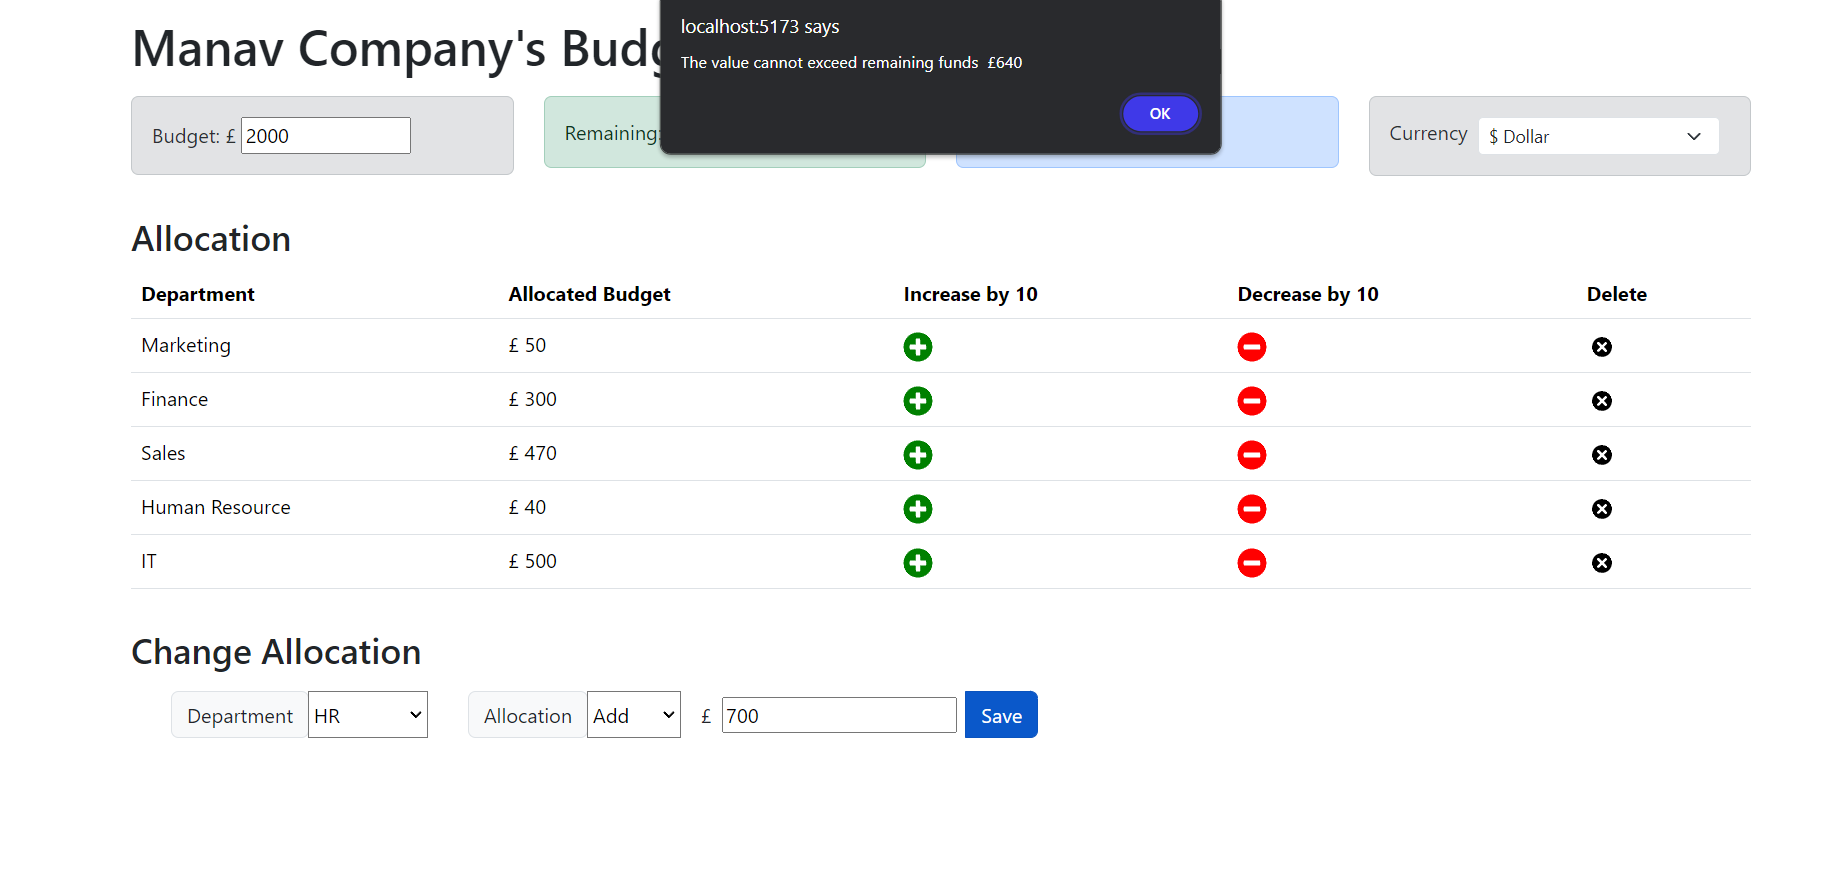 Manav Company's Budg
localhost:5173 says
The value cannot exceed remaining funds £640
OK
Budget: £ 2000
Remaining:
Currency $ Dollar
Allocation
Department Allocated Budget Increase by 10 Decrease by 10 Delete
Marketing £ 50
Finance £ 300
Sales £ 470
Human Resource £ 40
IT £ 500
Change Allocation
Department HR Allocation Add £ 700 Save